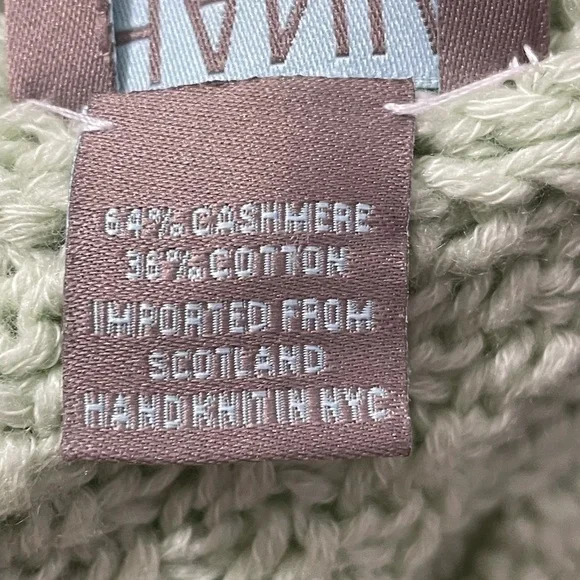 64% CASHMERE
36% COTTON
IMPORTED FROM
SCOTLAND
HAND KNIT IN NYC